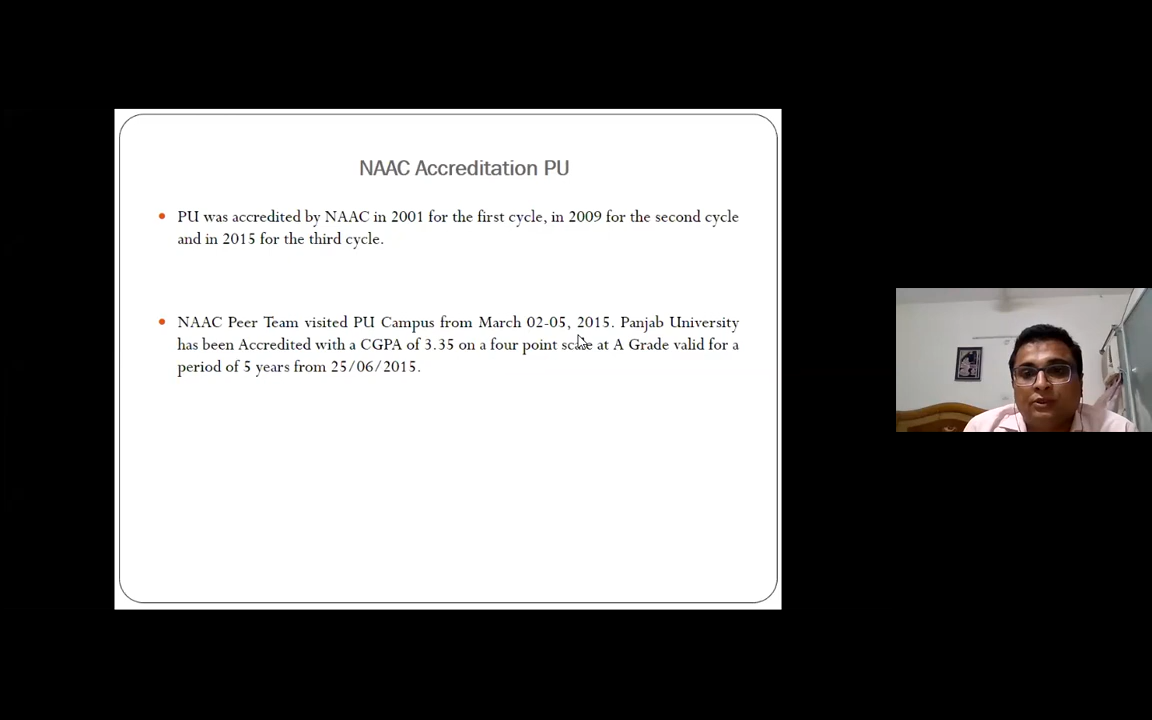 NAAC Accreditation PU
PU was accredited by NAAC in 2001 for the first cycle, in 2009 for the second cycle
and in 2015 for the third cycle.
NAAC Peer Team visited PU Campus from March 02-05, 2015. Panjab University
has been Accredited with a CGPA of 3.35 on a four point scale at A Grade valid for a
period of 5 years from 25/06/2015.